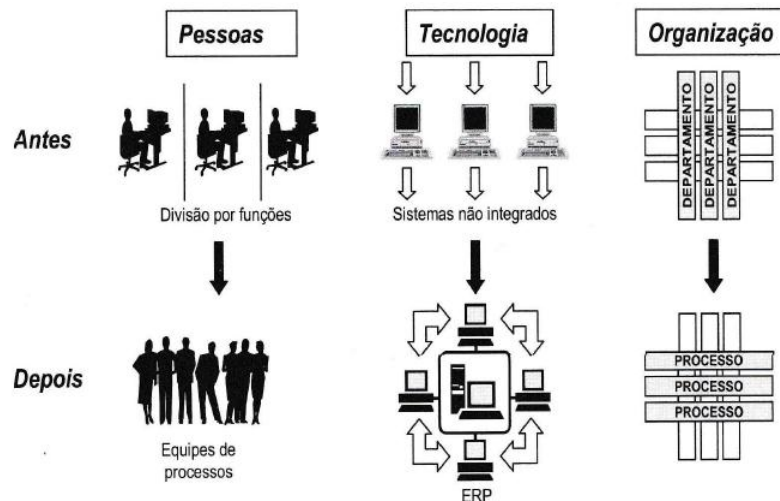 Pessoas
Tecnologia
Organização
Antes
DEPARTAMENTO
DEPARTAMENTO
DEPARTAMENTO
Divisão por funções
Sistemas não integrados
Depois
PROCESSO
PROCESSO
PROCESSO
Equipes de
processos
ERP